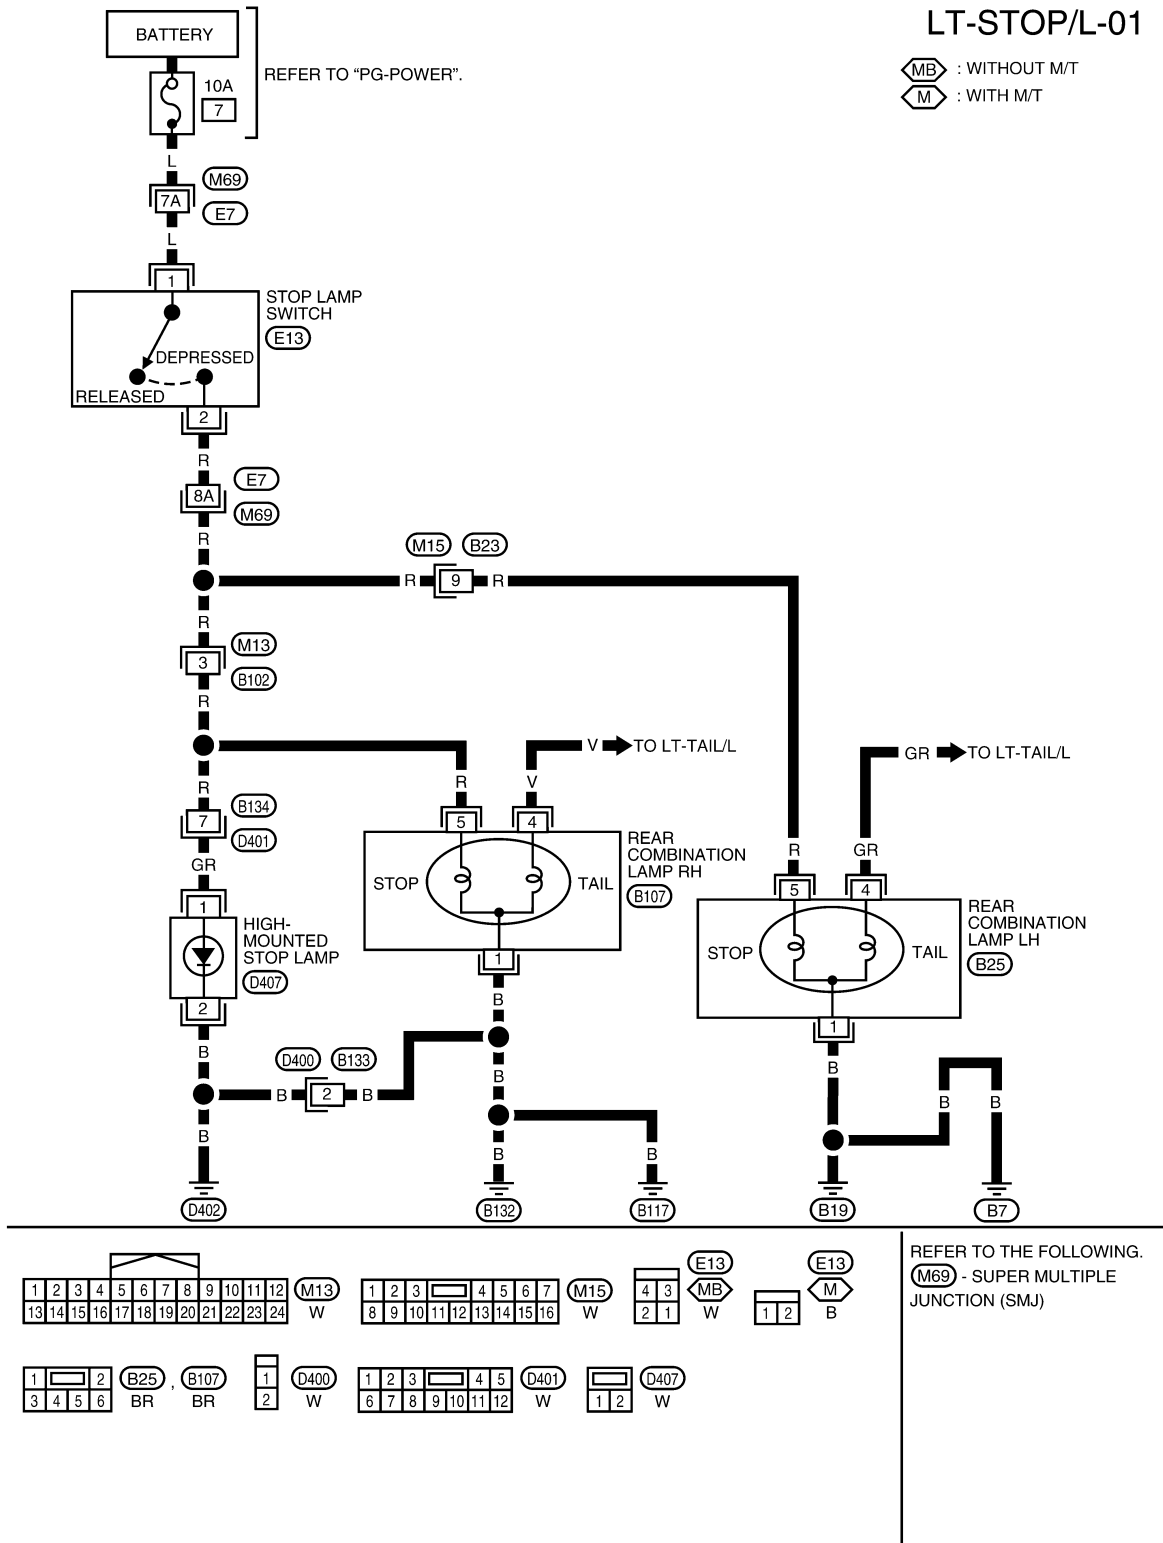 LT-STOP/L-01
MB : WITHOUT M/T
M : WITH M/T
BATTERY
10A
7
REFER TO “PG-POWER”.
L
M69
7A
E7
L
1
STOP LAMP
SWITCH
E13
DEPRESSED
RELEASED
2
R
E7
8A
M69
R
M15 B23
R 9 R
R
M13
3
B102
R
V TO LT-TAIL/L
GR TO LT-TAIL/L
R V
R
B134
7
D401
5 4
REAR
COMBINATION
LAMP RH
B107
STOP TAIL
GR
R GR
5 4
1
HIGH-
MOUNTED
STOP LAMP
D407
REAR
COMBINATION
LAMP LH
B25
STOP TAIL
1
2
B
1
B
B
D400 B133
B 2 B
B
B B
B
B
B
D402
B132
B117
B19
B7
1 2 3 4 5 6 7 8 9 10 11 12
13 14 15 16 17 18 19 20 21 22 23 24
M13
W
1 2 3 4 5 6 7
8 9 10 11 12 13 14 15 16
M15
W
4 3
2 1
E13
MB
W
1 2
E13
M
B
REFER TO THE FOLLOWING.
M69 - SUPER MULTIPLE
JUNCTION (SMJ)
1 2
3 4 5 6
B25 , B107
BR BR
1
2
D400
W
1 2 3 4 5
6 7 8 9 10 11 12
D401
W
1 2
D407
W